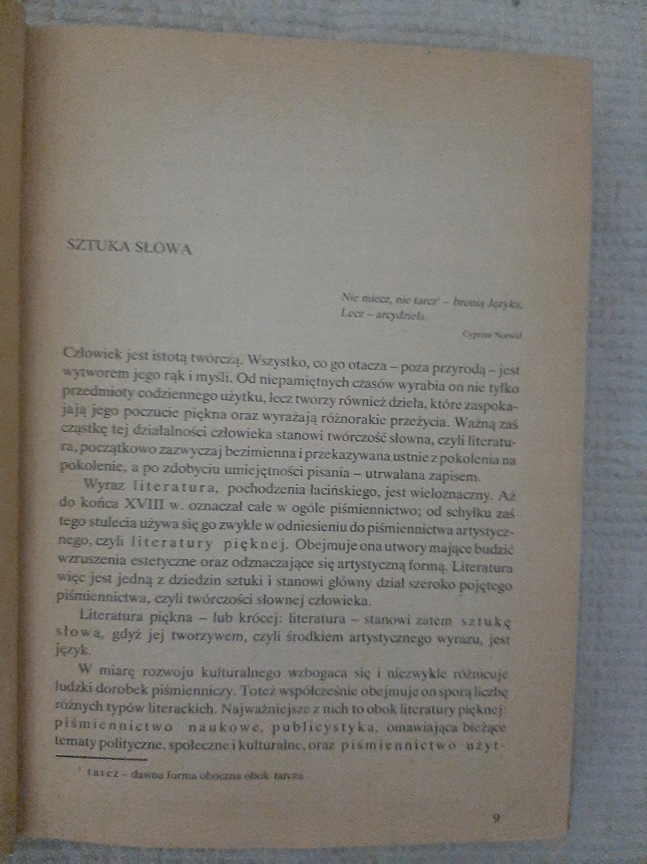 SZTUKA SŁOWA
Nie miecz, nie tarcz¹ – bronią Języka,
Lecz – arcydzieła.
Cyprian Norwid
Człowiek jest istotą twórczą. Wszystko, co go otacza – poza przyrodą – jest
wytworem jego rąk i myśli. Od niepamiętnych czasów wyrabia on nie tylko
przedmioty codziennego użytku, lecz tworzy również dzieła, które zaspoka-
jają jego poczucie piękna oraz wyrażają różnorakie przeżycia. Ważną zaś
cząstkę tej działalności człowieka stanowi twórczość słowna, czyli literatu-
ra, początkowo zazwyczaj bezimienna i przekazywana ustnie z pokolenia na
pokolenie, a po zdobyciu umiejętności pisania – utrwalana zapisem.
Wyraz literatura, pochodzenia łacińskiego, jest wieloznaczny. Aż
do końca XVIII w. oznaczał całe w ogóle piśmiennictwo; od schyłku zaś
tego stulecia używa się go zwykle w odniesieniu do piśmiennictwa artystycz-
nego, czyli literatury pięknej. Obejmuje ona utwory mające budzić
wzruszenia estetyczne oraz odznaczające się artystyczną formą. Literatura
więc jest jedną z dziedzin sztuki i stanowi główny dział szeroko pojętego
piśmiennictwa, czyli twórczości słownej człowieka.
Literatura piękna – lub krócej: literatura – stanowi zatem sztukę
słowa, gdyż jej tworzywem, czyli środkiem artystycznego wyrazu, jest
język.
W miarę rozwoju kulturalnego wzbogaca się i niezwykle różnicuje
ludzki dorobek piśmienniczy. Toteż współcześnie obejmuje on sporą liczbę
różnych typów literackich. Najważniejsze z nich to obok literatury pięknej:
piśmiennictwo naukowe, publicystyka, omawiająca bieżące
tematy polityczne, społeczne i kulturalne, oraz piśmiennictwo użyt-
¹ tarcz – dawna forma oboczna obok tarcza.
9